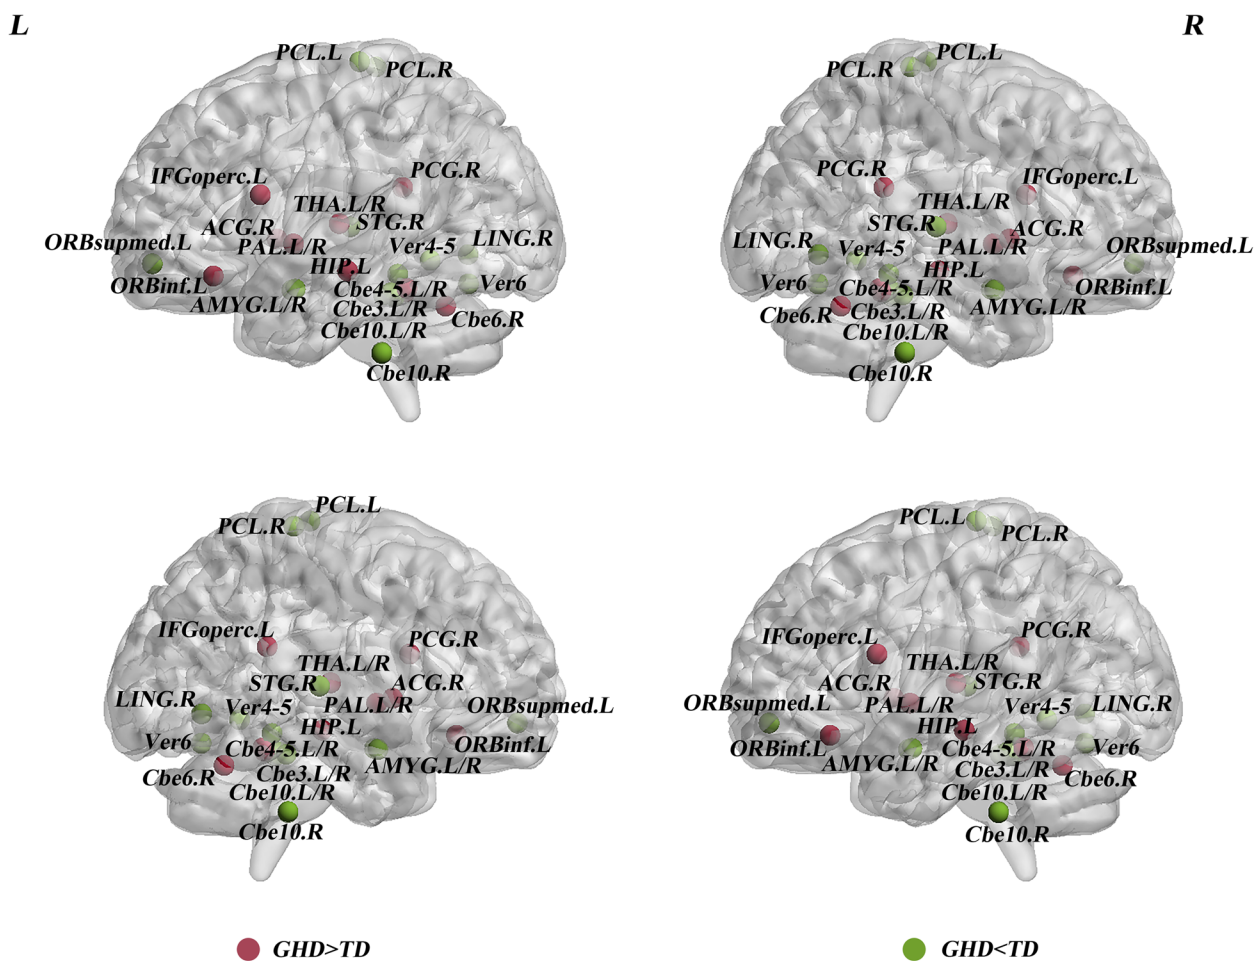 L
R
PCL.L
PCL.R
IFGoperc.L
PCG.R
THA.L/R
ACG.R
STG.R
PAL.L/R
Ver4-5
LING.R
ORBsupmed.L
HIP.L
ORBinf.L
Cbe4-5.L/R
Ver6
AMYG.L/R
Cbe3.L/R
Cbe6.R
Cbe10.L/R
Cbe10.R
PCL.L
PCL.R
PCG.R
IFGoperc.L
THA.L/R
STG.R
ACG.R
LING.R
Ver4-5
PAL.L/R
ORBsupmed.L
Ver6
HIP.L
ORBinf.L
Cbe4-5.L/R
AMYG.L/R
Cbe6.R
Cbe3.L/R
Cbe10.L/R
Cbe10.R
PCL.L
PCL.R
IFGoperc.L
PCG.R
THA.L/R
STG.R
ACG.R
LING.R
Ver4-5
PAL.L/R
ORBsupmed.L
Ver6
HIP.L
ORBinf.L
Cbe4-5.L/R
AMYG.L/R
Cbe6.R
Cbe3.L/R
Cbe10.L/R
Cbe10.R
PCL.L
PCL.R
IFGoperc.L
PCG.R
THA.L/R
ACG.R
STG.R
PAL.L/R
Ver4-5
LING.R
ORBsupmed.L
HIP.L
ORBinf.L
Cbe4-5.L/R
Ver6
AMYG.L/R
Cbe3.L/R
Cbe6.R
Cbe10.L/R
Cbe10.R
GHD>TD
GHD<TD